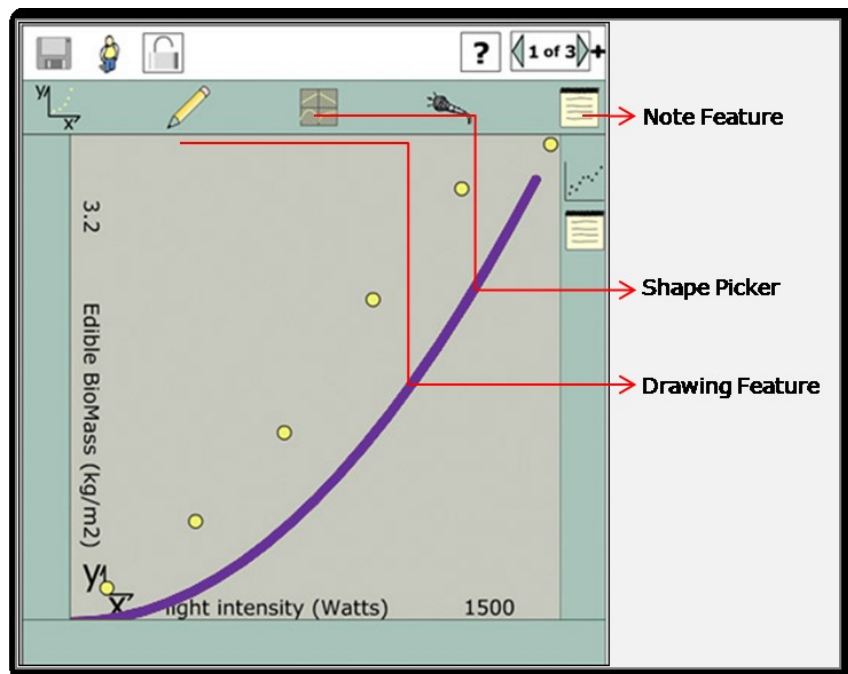 ?
1 of 3
+
y
x
Note Feature
3.2
Edible BioMass (kg/m2)
Shape Picker
Drawing Feature
y
x
light intensity (Watts)
1500